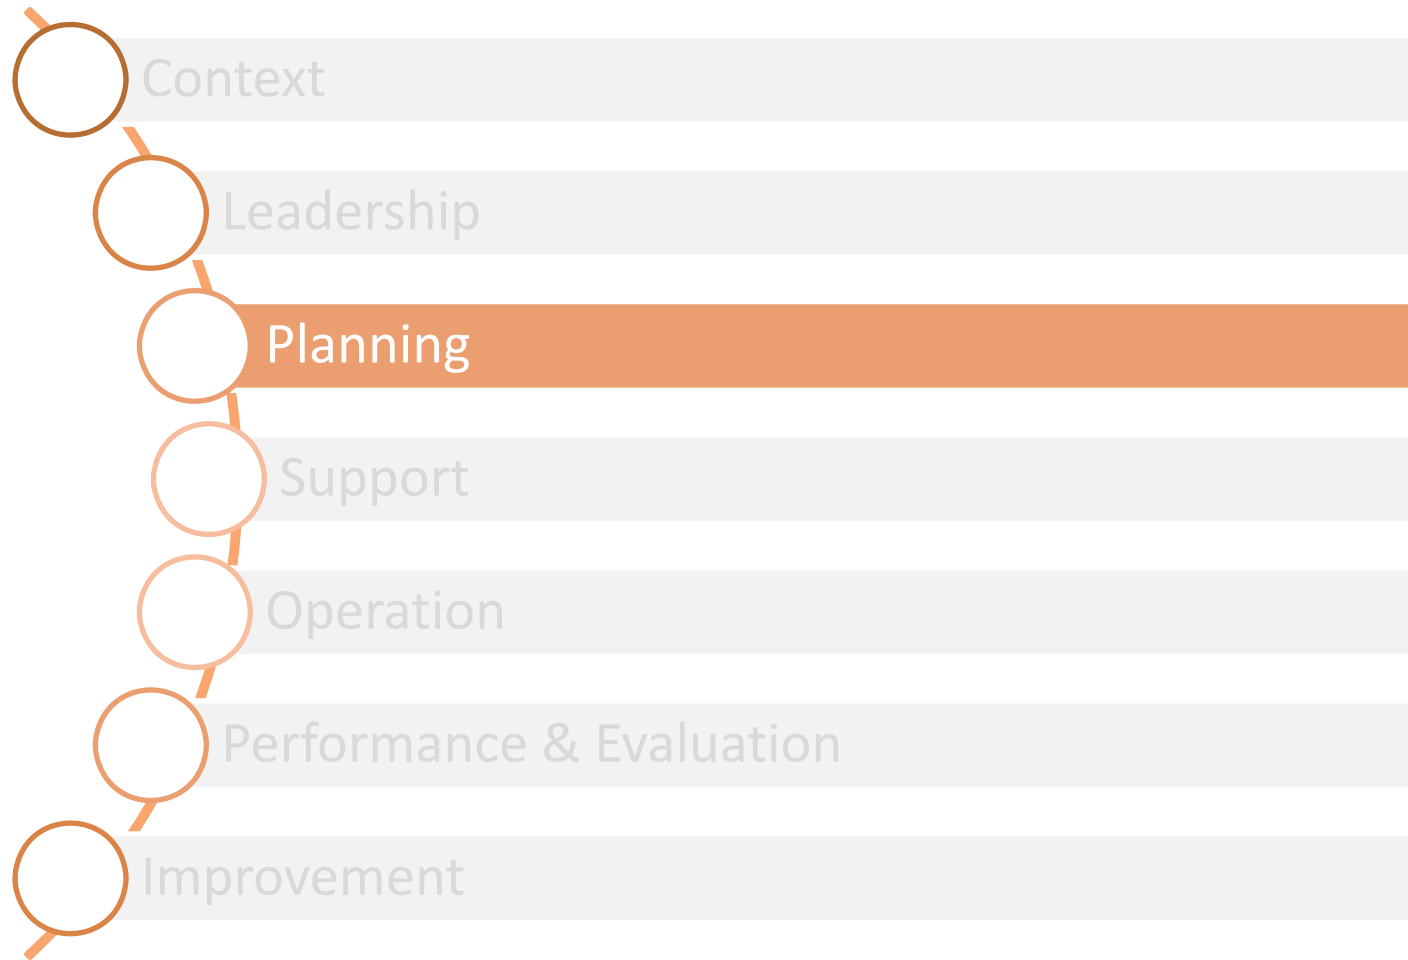 Context
Leadership
Planning
Support
Operation
Performance & Evaluation
Improvement